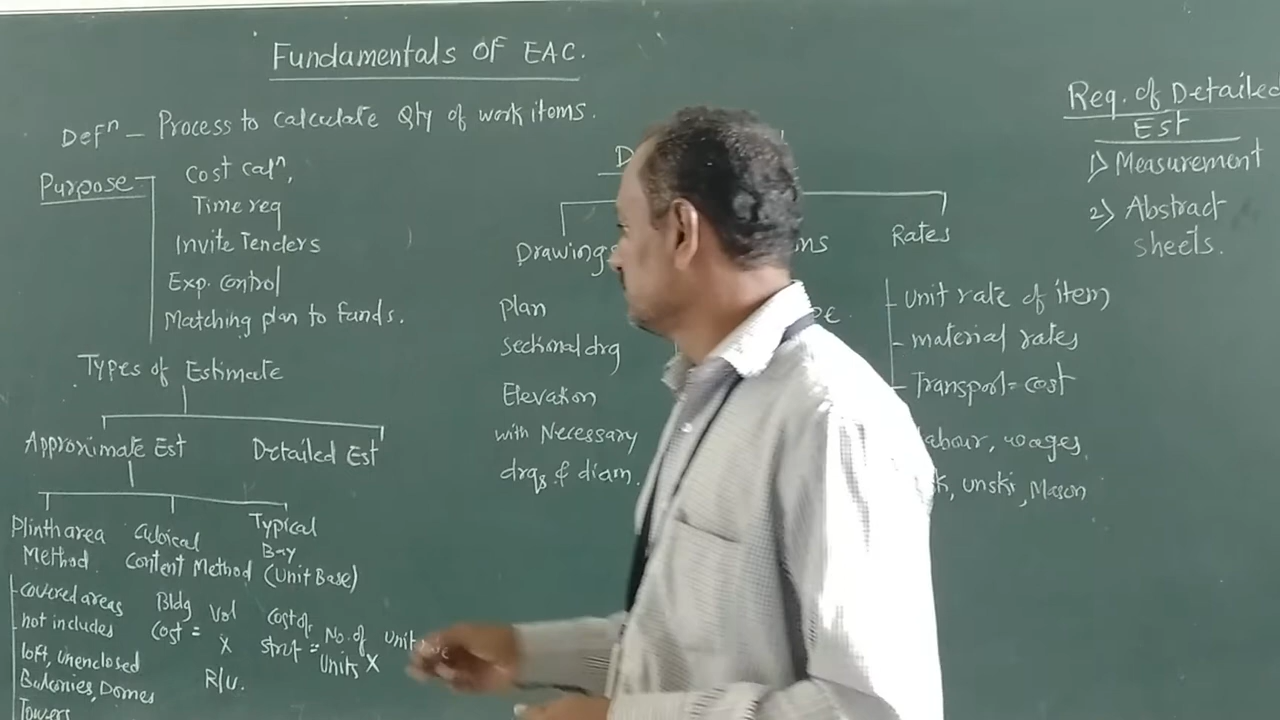 Fundamentals OF EAC.
Defⁿ — Process to calculate Qty of work items.
Purpose
Cost calⁿ,
Time req
Invite Tenders
Exp. control
Matching plan to funds.
Types of Estimate
Approximate Est
Detailed Est
Plinth area
Method
Cubical
Content Method
Typical
Bay
(Unit Base)
covered areas
not includes
loft, unenclosed
Balconies, Domes
Towers
Bldg
Cost =
Vol
X
R/U.
Cost of
strut =
No. of
Units X
unit
D
Drawing
Plan
Sectional drg
Elevation
with Necessary
drgs & diam.
Rates
unit rate of item
material rates
Transport = cost
labour, wages,
unski, Mason
Req. of Detailed
Est
1) Measurement
2) Abstract
sheets.